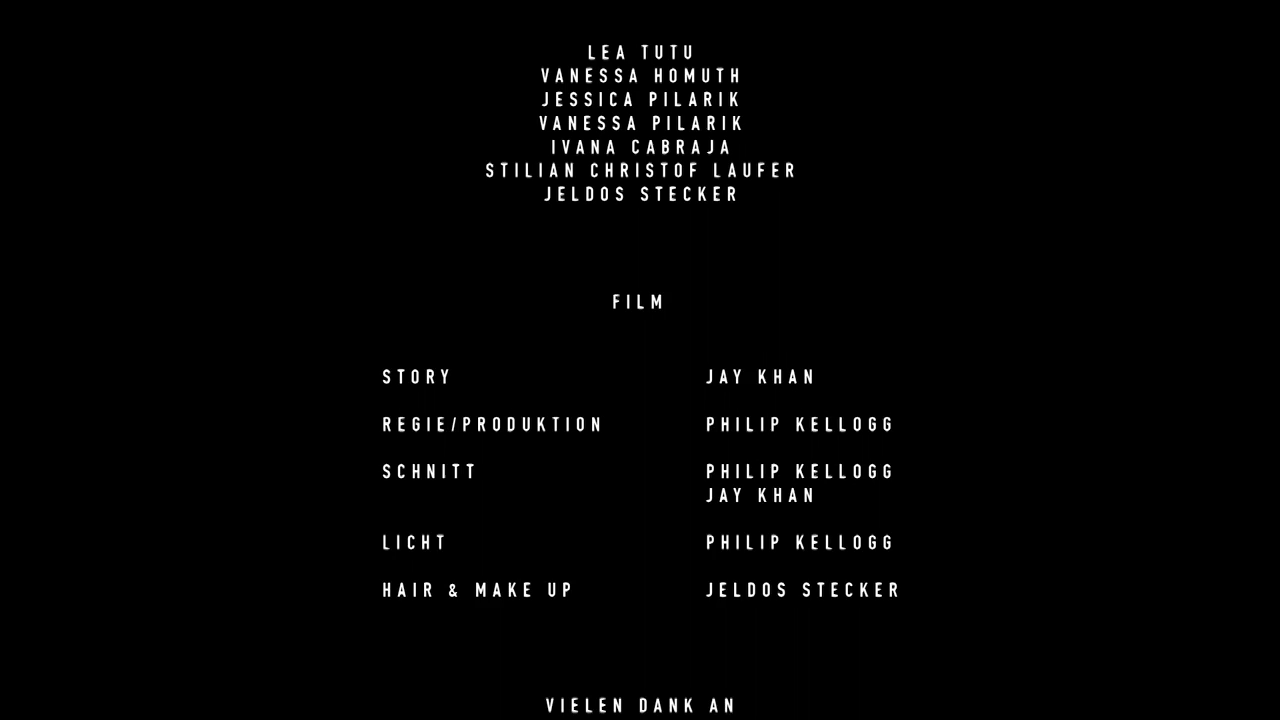 LEA TUTU
VANESSA HOMUTH
JESSICA PILARIK
VANESSA PILARIK
IVANA CABRAJA
STILIAN CHRISTOF LAUFER
JELDOS STECKER
FILM
STORY JAY KHAN
REGIE/PRODUKTION PHILIP KELLOGG
SCHNITT PHILIP KELLOGG
JAY KHAN
LICHT PHILIP KELLOGG
HAIR & MAKE UP JELDOS STECKER
VIELEN DANK AN